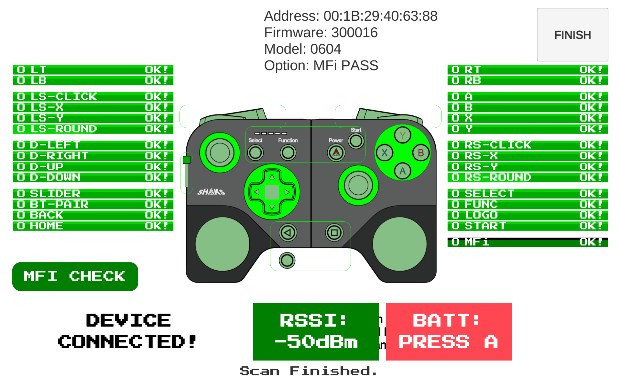 Address: 00:1B:29:40:63:88
Firmware: 300016
Model: 0604
Option: MFi PASS
FINISH
O LT OK!
O LB OK!
O LS-CLICK OK!
O LS-X OK!
O LS-Y OK!
O LS-ROUND OK!
O D-LEFT OK!
O D-RIGHT OK!
O D-UP OK!
O D-DOWN OK!
O SLIDER OK!
O BT-PAIR OK!
O BACK OK!
O HOME OK!
O RT OK!
O RB OK!
O A OK!
O B OK!
O X OK!
O Y OK!
O RS-CLICK OK!
O RS-X OK!
O RS-Y OK!
O RS-ROUND OK!
O SELECT OK!
O FUNC OK!
O LOGO OK!
O START OK!
O MFi OK!
Select
Function
Power
Start
Y
X
B
A
SHAKS
MFI CHECK
DEVICE
CONNECTED!
RSSI:
-50dBm
BATT:
PRESS A
Scan Finished.